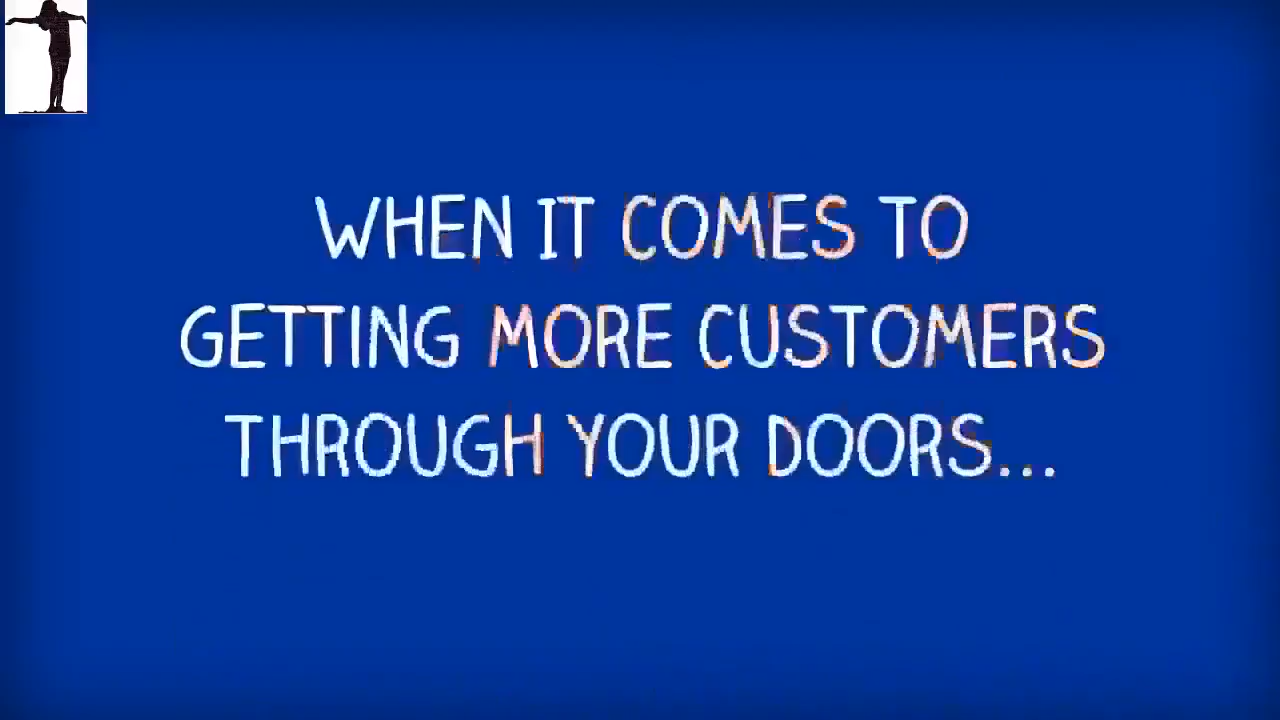 WHEN IT COMES TO
GETTING MORE CUSTOMERS
THROUGH YOUR DOORS...